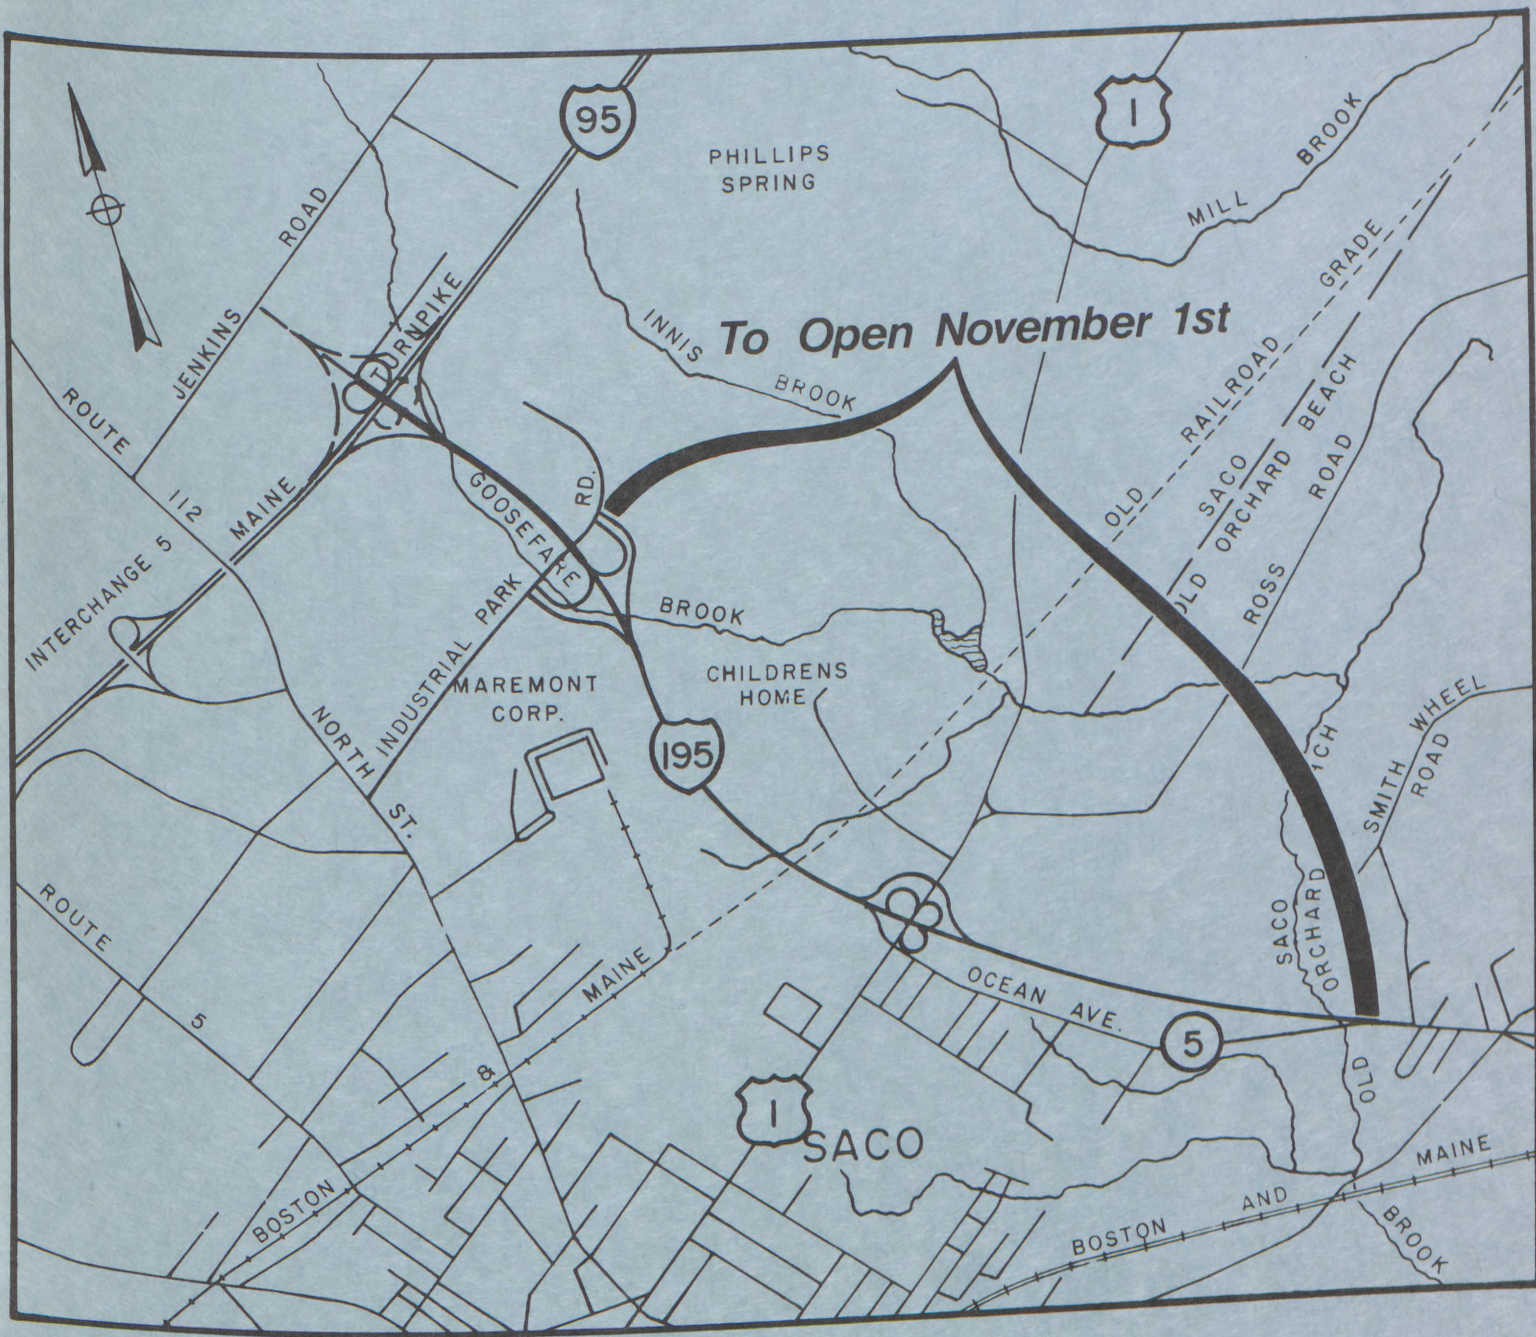 95
1
PHILLIPS
SPRING
MILL BROOK
JENKINS ROAD
TURNPIKE
INNIS BROOK
To Open November 1st
OLD RAILROAD GRADE
SACO
OLD ORCHARD BEACH
ROSS ROAD
ROUTE 112
MAINE
INTERCHANGE 5
GOOSEFARE BROOK
INDUSTRIAL PARK RD.
NORTH ST.
MAREMONT
CORP.
CHILDRENS
HOME
195
SMITH WHEEL
ROAD
SACO
OLD ORCHARD
ROUTE 5
OCEAN AVE.
5
1
SACO
BOSTON & MAINE
BOSTON AND MAINE
BROOK